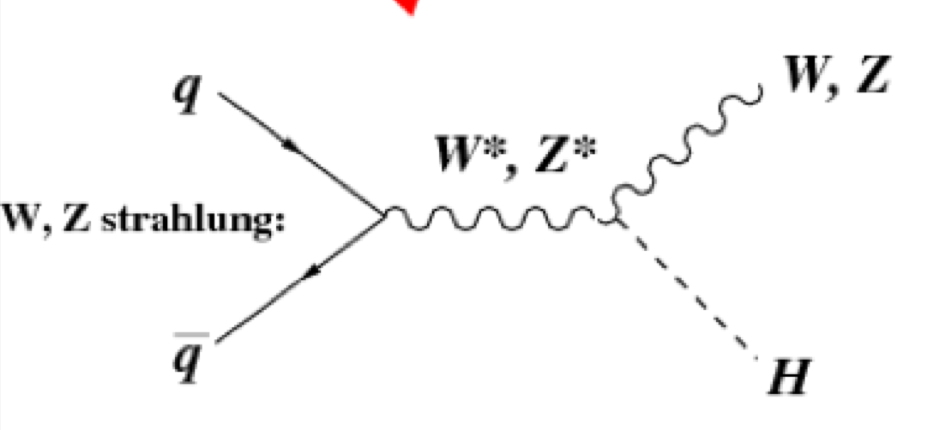 q
W, Z
W*, Z*
W, Z strahlung:
q̅
H